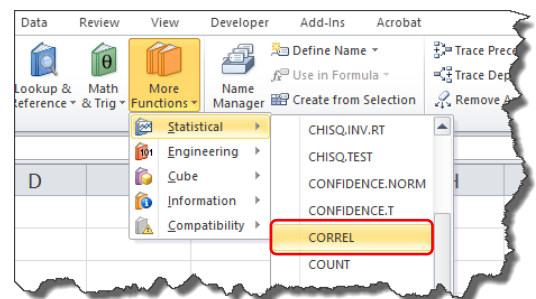 Data Review View Developer Add-Ins Acrobat
Lookup & Reference
Math & Trig
More Functions
Name Manager
Define Name
Use in Formula
Create from Selection
Trace Prece
Trace Dep
Remove A
Statistical
Engineering
Cube
Information
Compatibility
CHISQ.INV.RT
CHISQ.TEST
CONFIDENCE.NORM
CONFIDENCE.T
CORREL
COUNT
D